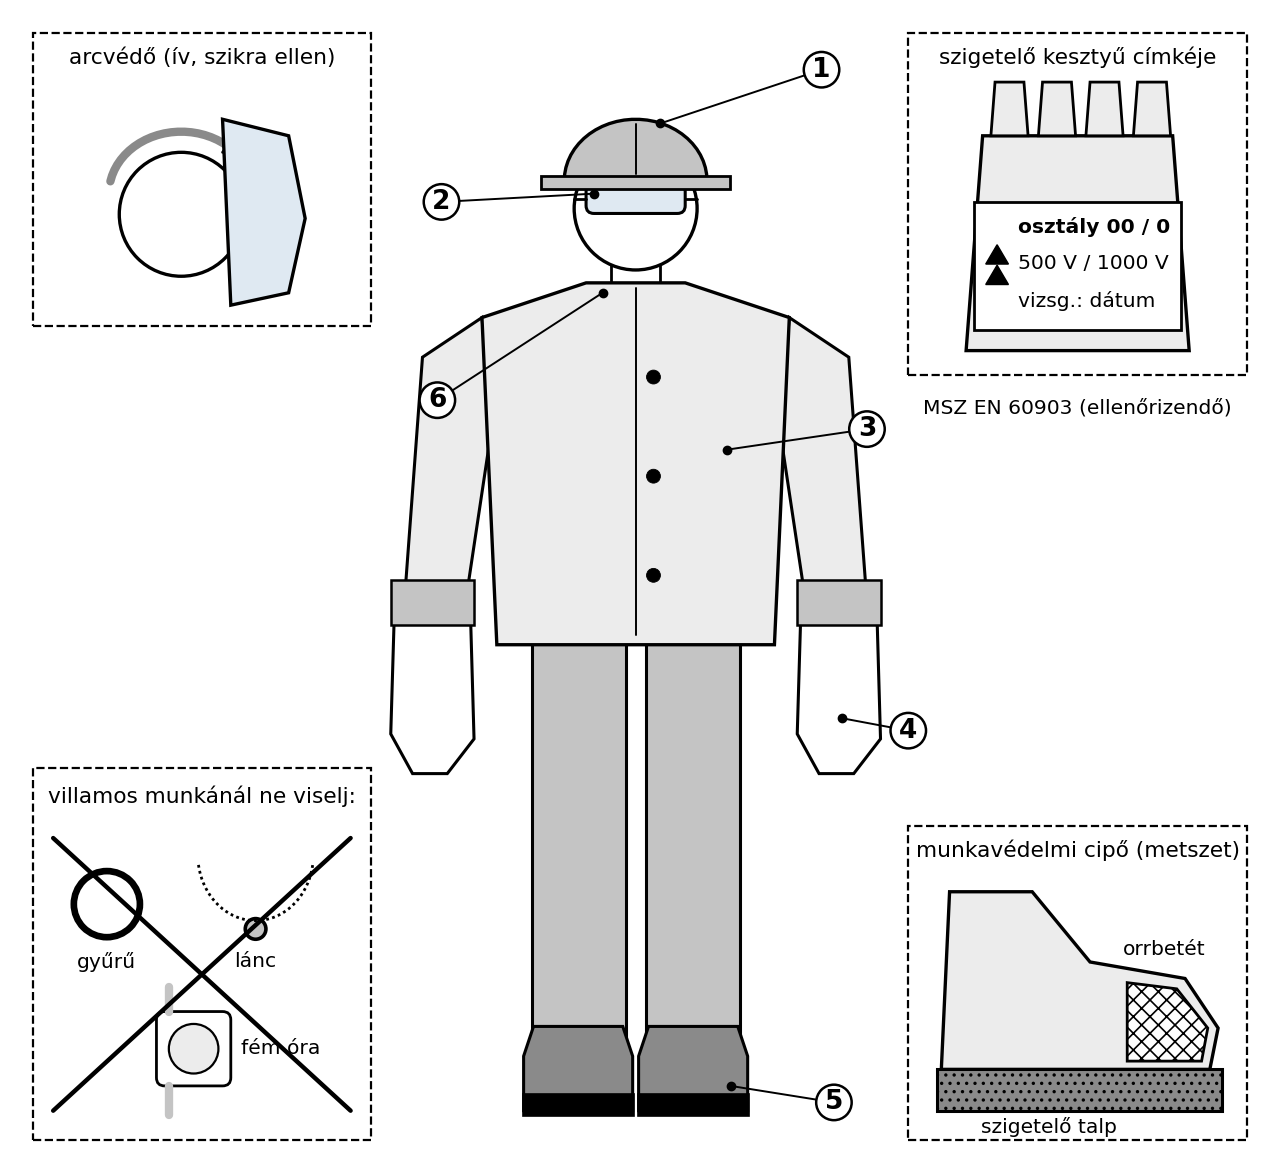 arcvédő (ív, szikra ellen)
1
szigetelő kesztyű címkéje
2
osztály 00 / 0
500 V / 1000 V
vizsg.: dátum
6
MSZ EN 60903 (ellenőrizendő)
3
4
villamos munkánál ne viselj:
gyűrű
lánc
fém óra
munkavédelmi cipő (metszet)
orrbetét
szigetelő talp
5